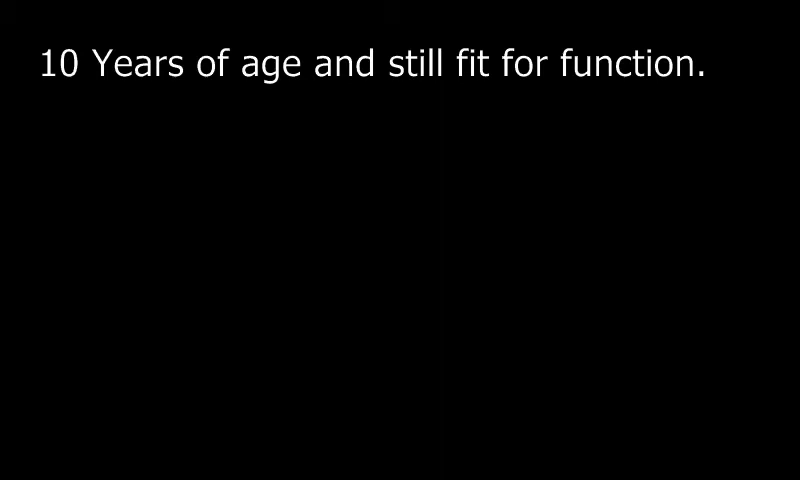 10 Years of age and still fit for function.